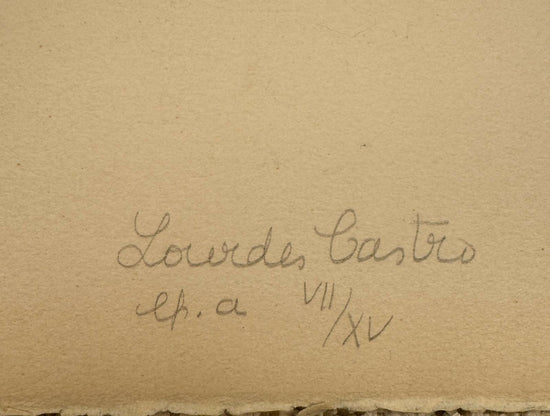 Lourdes Castro
ep. a VII/XV